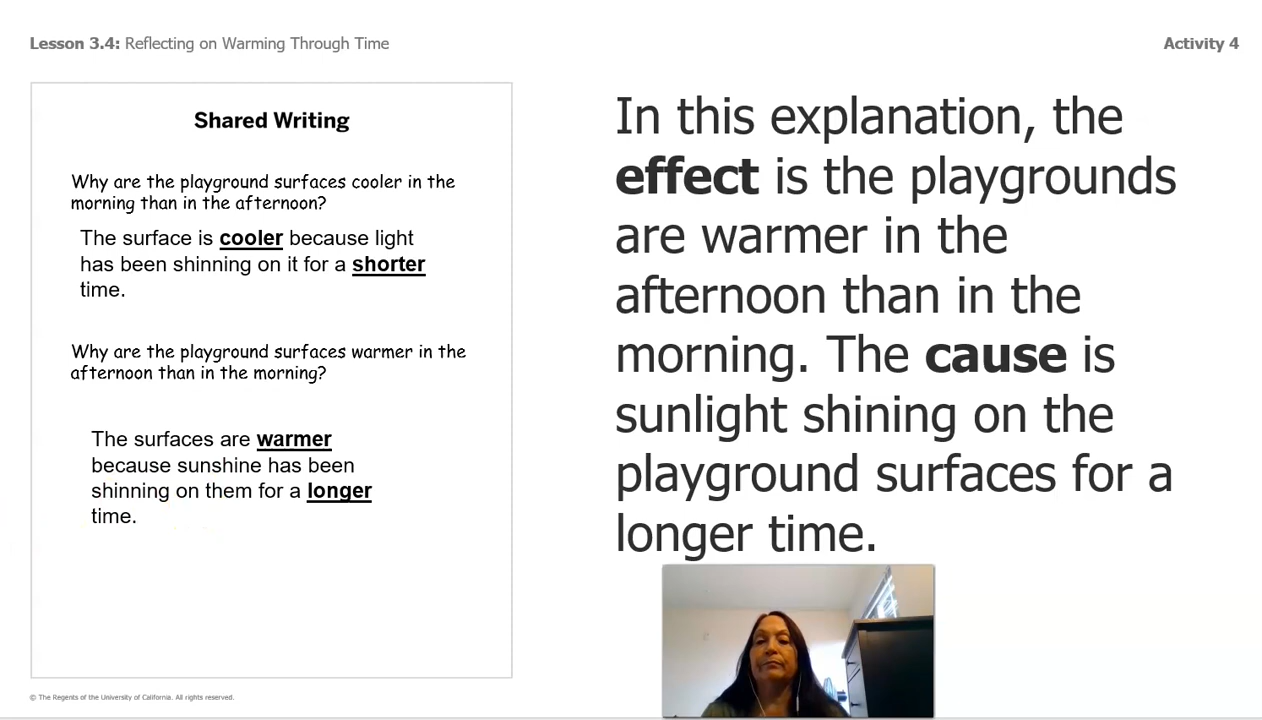 Lesson 3.4: Reflecting on Warming Through Time
Activity 4
Shared Writing
Why are the playground surfaces cooler in the
morning than in the afternoon?
The surface is cooler because light
has been shinning on it for a shorter
time.
Why are the playground surfaces warmer in the
afternoon than in the morning?
The surfaces are warmer
because sunshine has been
shinning on them for a longer
time.
In this explanation, the
effect is the playgrounds
are warmer in the
afternoon than in the
morning. The cause is
sunlight shining on the
playground surfaces for a
longer time.
© The Regents of the University of California. All rights reserved.